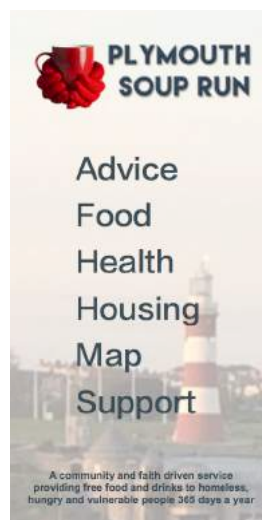 PLYMOUTH
SOUP RUN
Advice
Food
Health
Housing
Map
Support
A community and faith driven service
providing free food and drinks to homeless,
hungry and vulnerable people 365 days a year